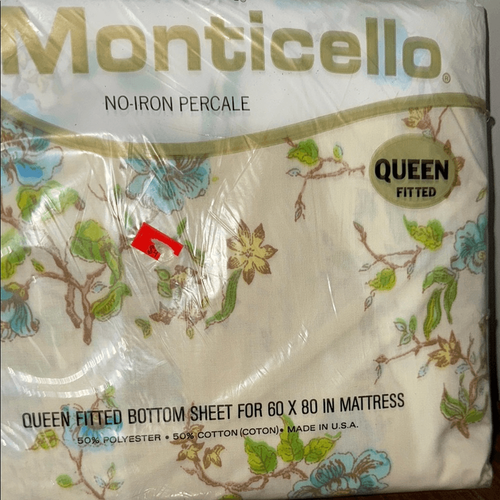 Monticello®
NO-IRON PERCALE
QUEEN
FITTED
QUEEN FITTED BOTTOM SHEET FOR 60 X 80 IN MATTRESS
50% POLYESTER • 50% COTTON (COTON) • MADE IN U.S.A.